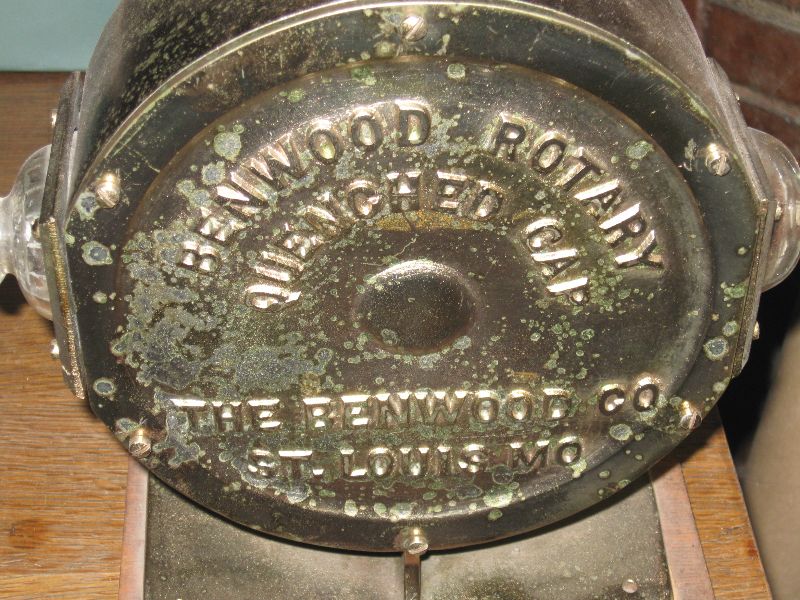 BENWOOD ROTARY
QUENCHED GAP
THE BENWOOD CO
ST. LOUIS MO